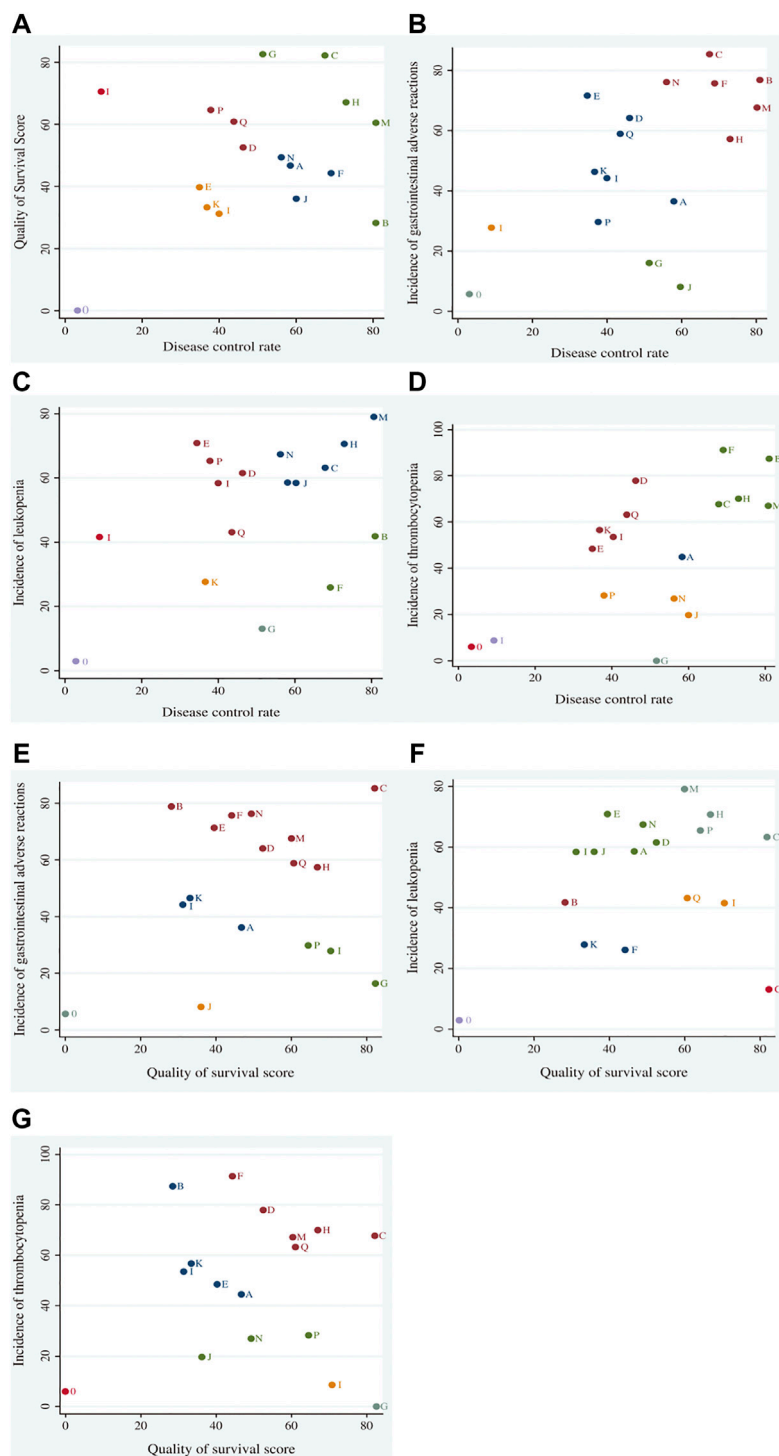 A
Quality of Survival Score
80
60
40
20
0
G
C
I
H
P
Q
M
D
N
A
F
E
J
K
I
B
0
0 20 40 60 80
Disease control rate
B
Incidence of gastrointestinal adverse reactions
80
60
40
20
0
C
N
F
B
E
M
D
Q
H
K
I
A
P
I
G
J
0
0 20 40 60 80
Disease control rate
C
Incidence of leukopenia
80
60
40
20
0
M
E
H
P
N
D
C
I
J
I
Q
B
K
F
G
0
0 20 40 60 80
Disease control rate
D
Incidence of thrombocytopenia
100
80
60
40
20
0
F
D
C
H
M
Q
K
I
E
A
P
N
J
I
0
G
0 20 40 60 80
Disease control rate
E
Incidence of gastrointestinal adverse reactions
80
60
40
20
0
C
B
F
N
E
M
D
Q
H
K
I
A
P
I
G
J
0
0 20 40 60 80
Quality of survival score
F
Incidence of leukopenia
80
60
40
20
0
M
E
H
N
P
D
C
I
J
A
B
Q
I
K
F
0
0 20 40 60 80
Quality of survival score
G
Incidence of thrombocytopenia
100
80
60
40
20
0
F
B
D
H
M
C
Q
K
I
E
A
N
P
J
I
0
G
0 20 40 60 80
Quality of survival score